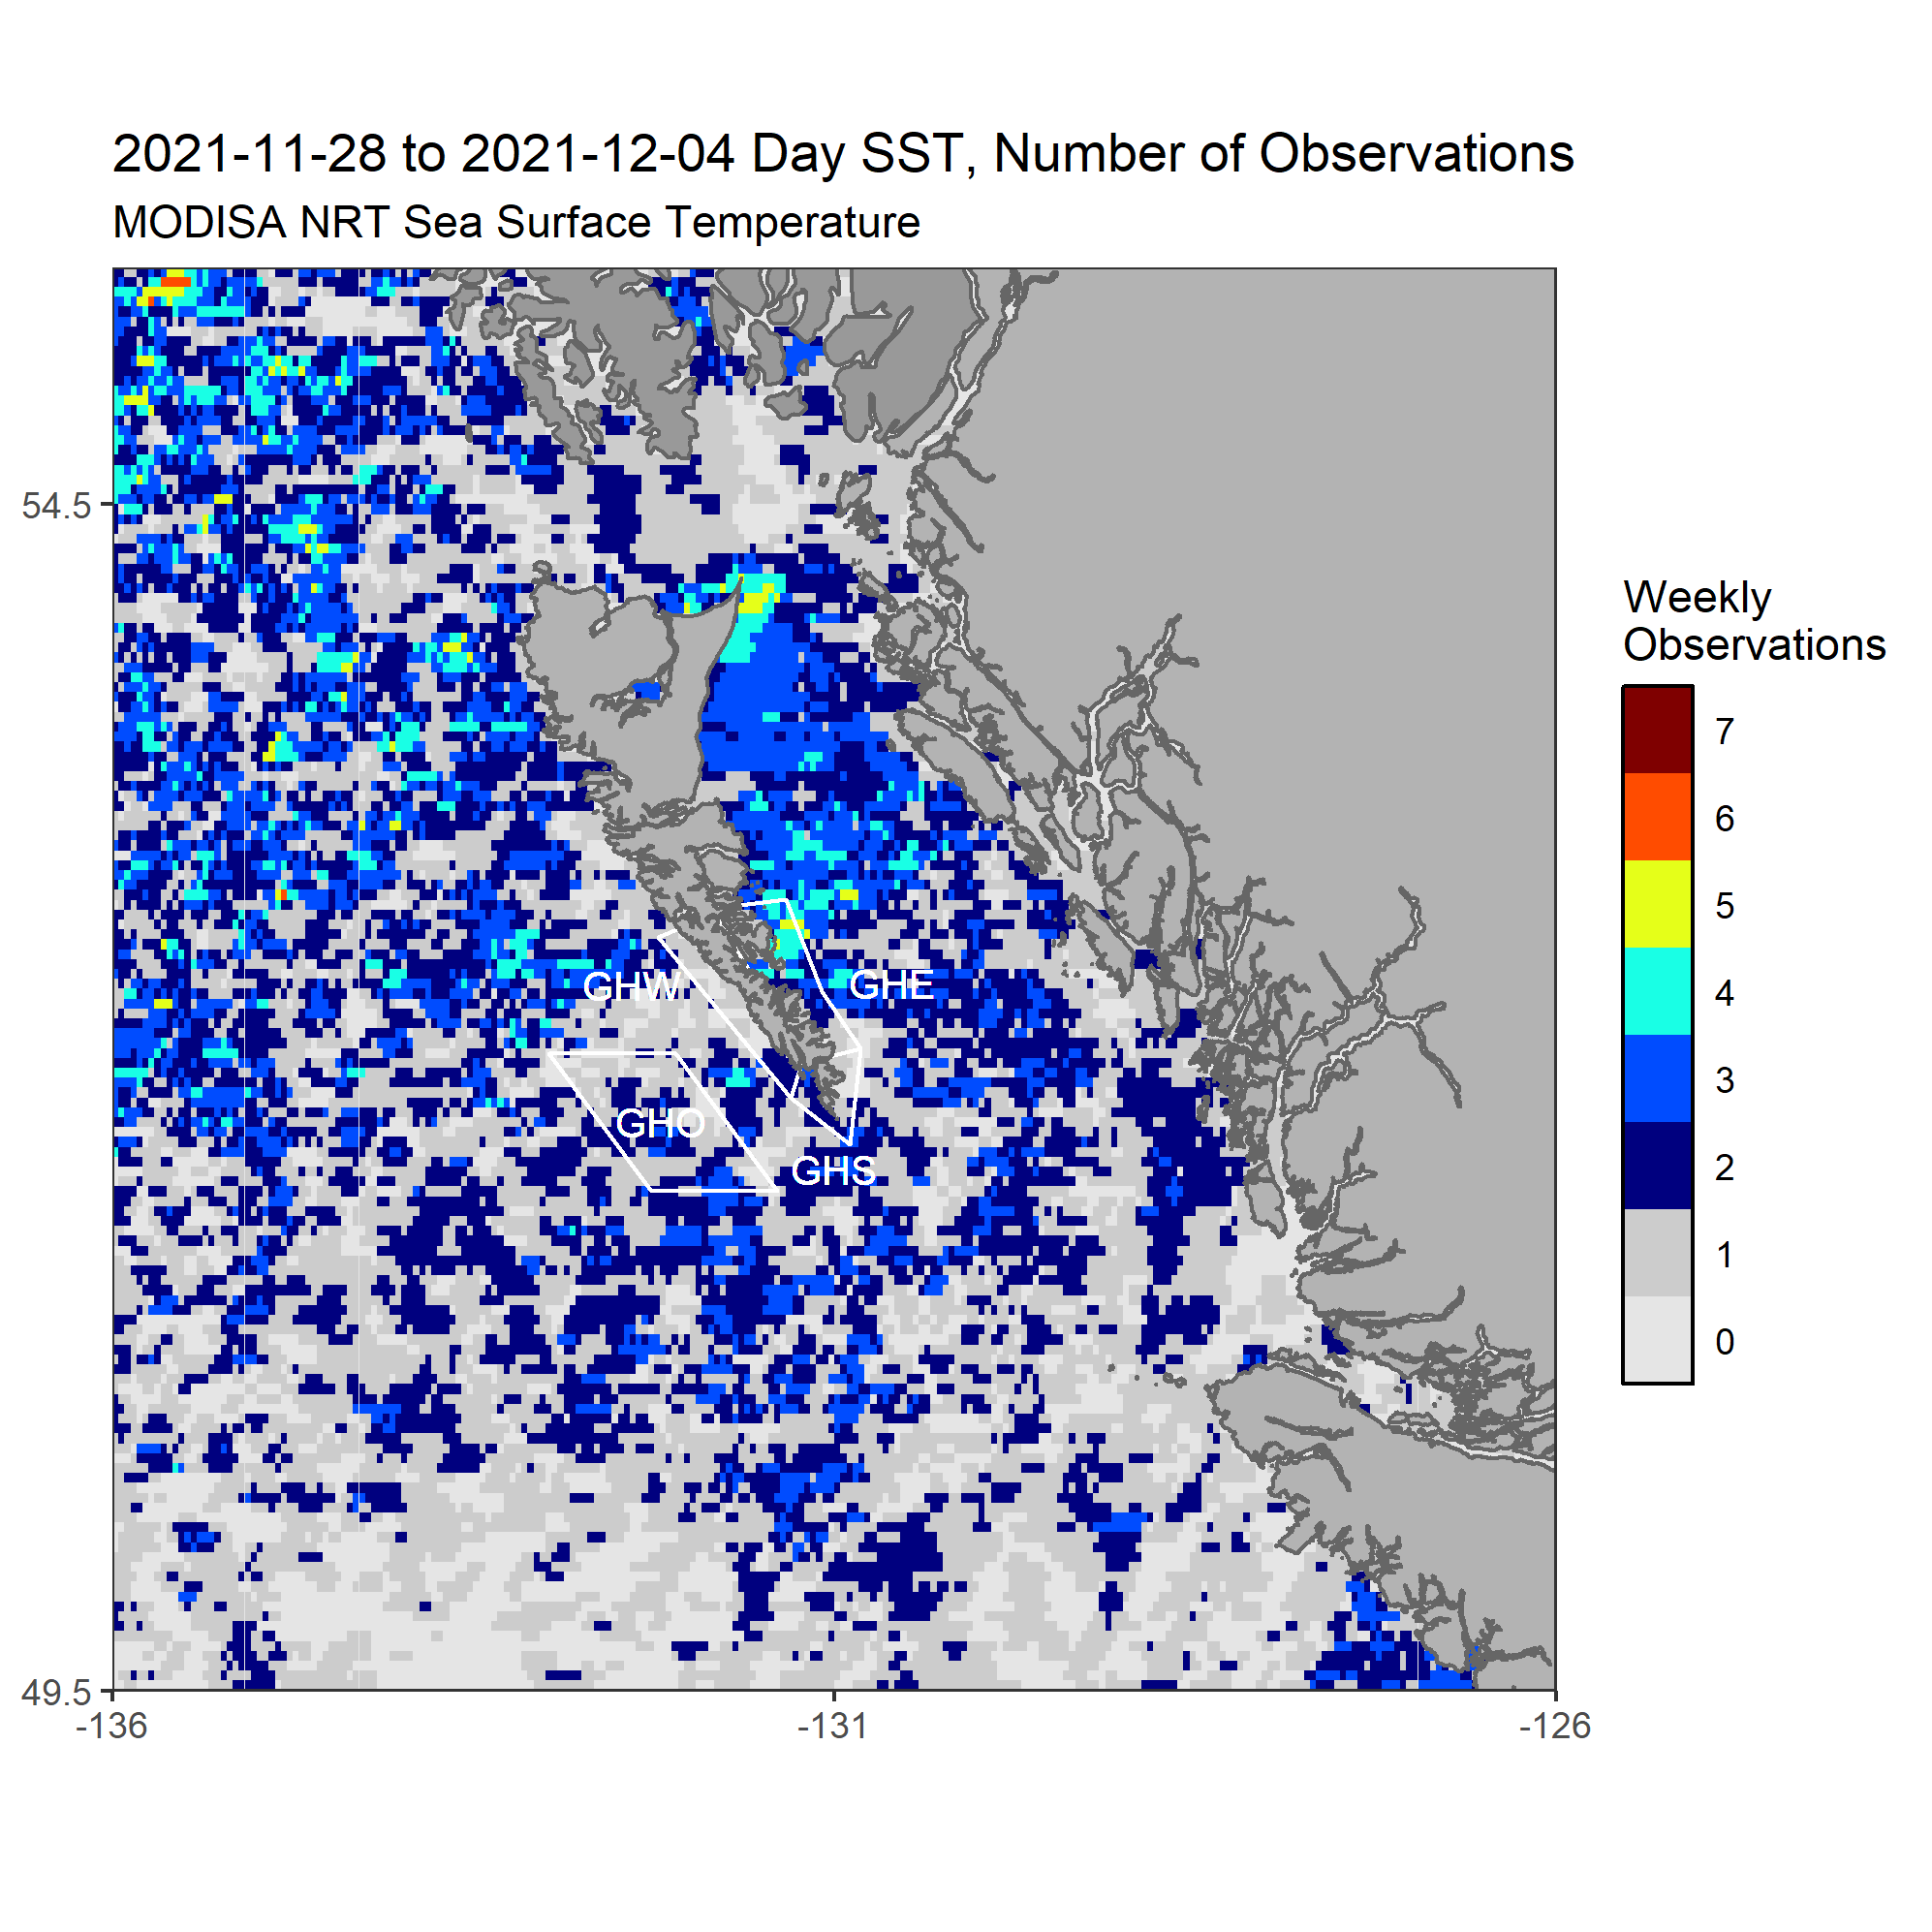 2021-11-28 to 2021-12-04 Day SST, Number of Observations
MODISA NRT Sea Surface Temperature
54.5
49.5
-136
-131
-126
GHW
GHE
GHO
GHS
Weekly
Observations
7
6
5
4
3
2
1
0